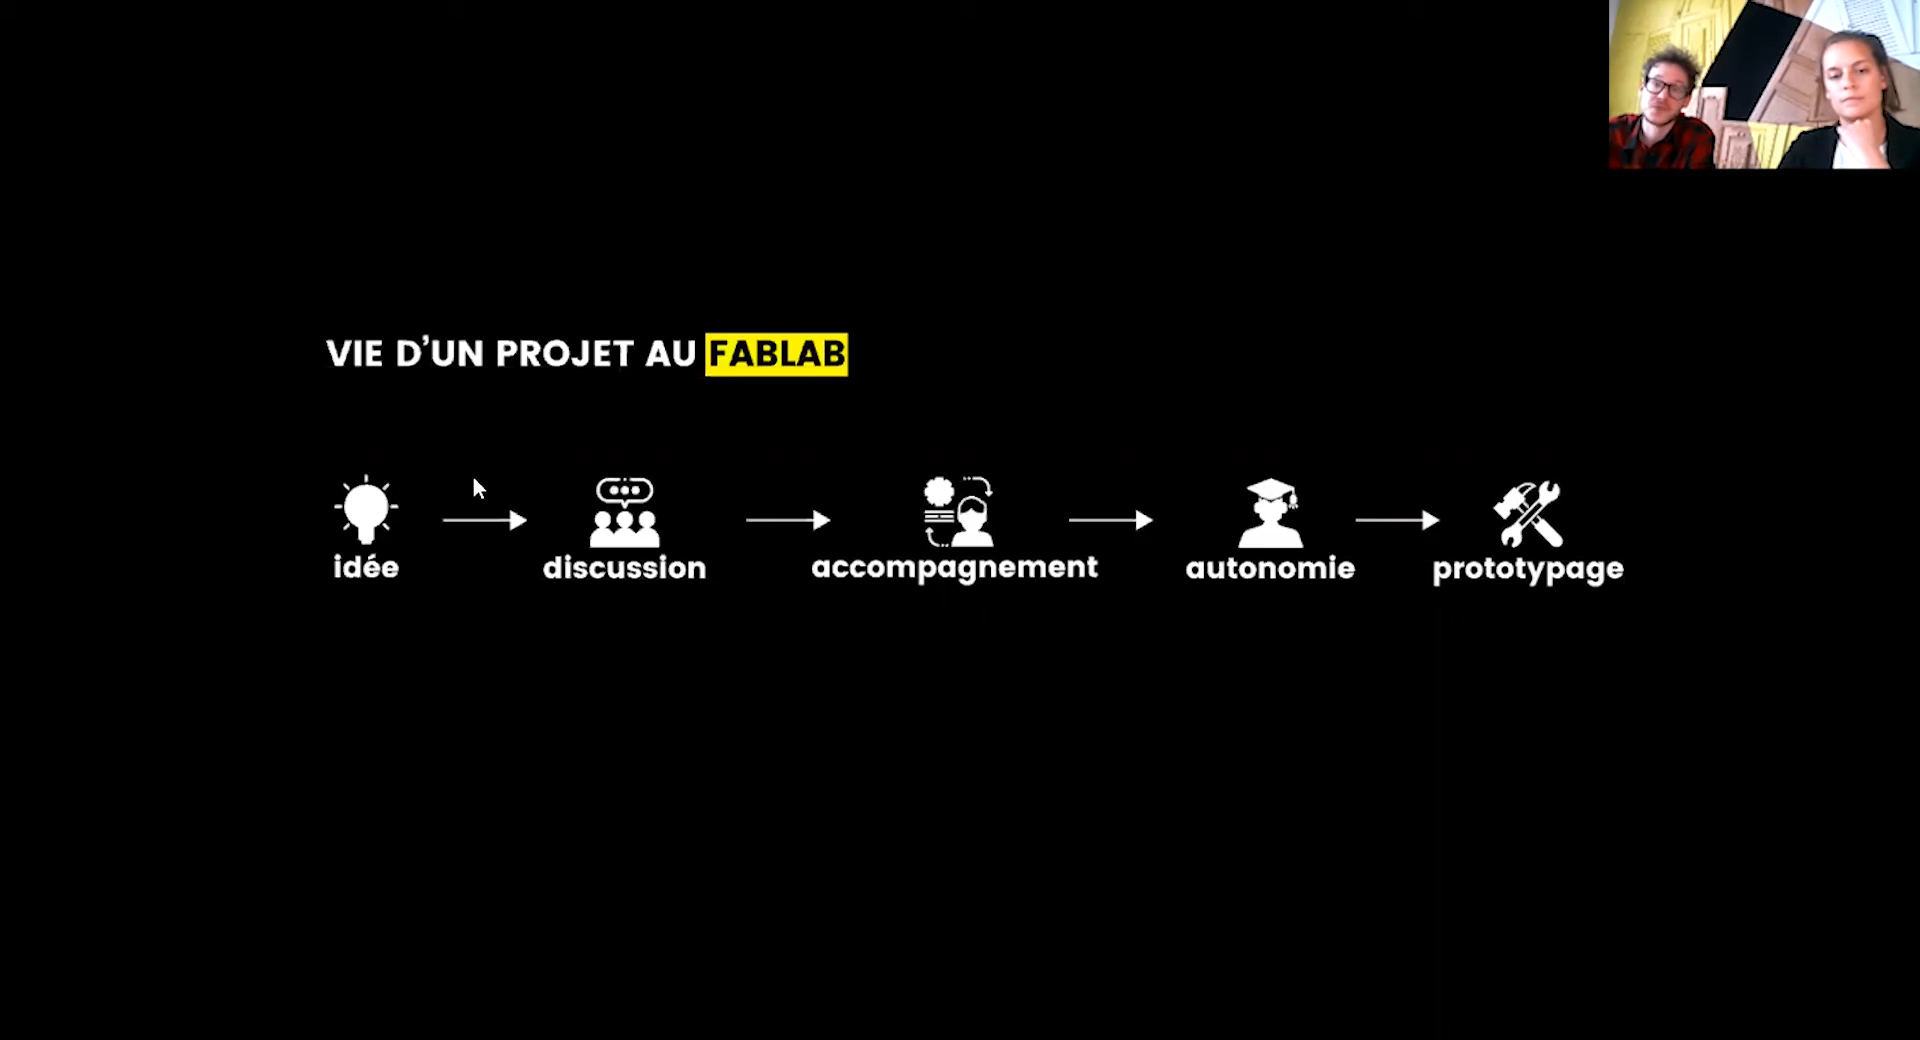 VIE D'UN PROJET AU FABLAB
idée
discussion
accompagnement
autonomie
prototypage